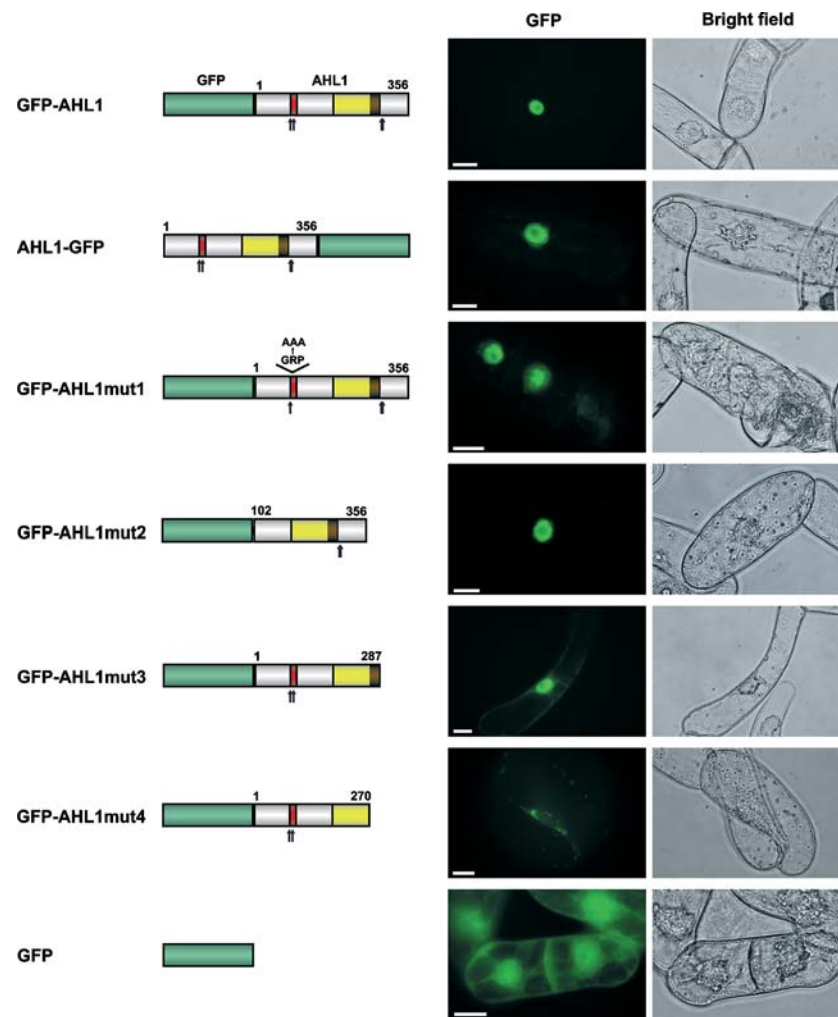 GFP Bright field
GFP 1 AHL1 356
GFP-AHL1
1 356
AHL1-GFP
AAA
GRP
1 356
GFP-AHL1mut1
102 356
GFP-AHL1mut2
1 287
GFP-AHL1mut3
1 270
GFP-AHL1mut4
GFP